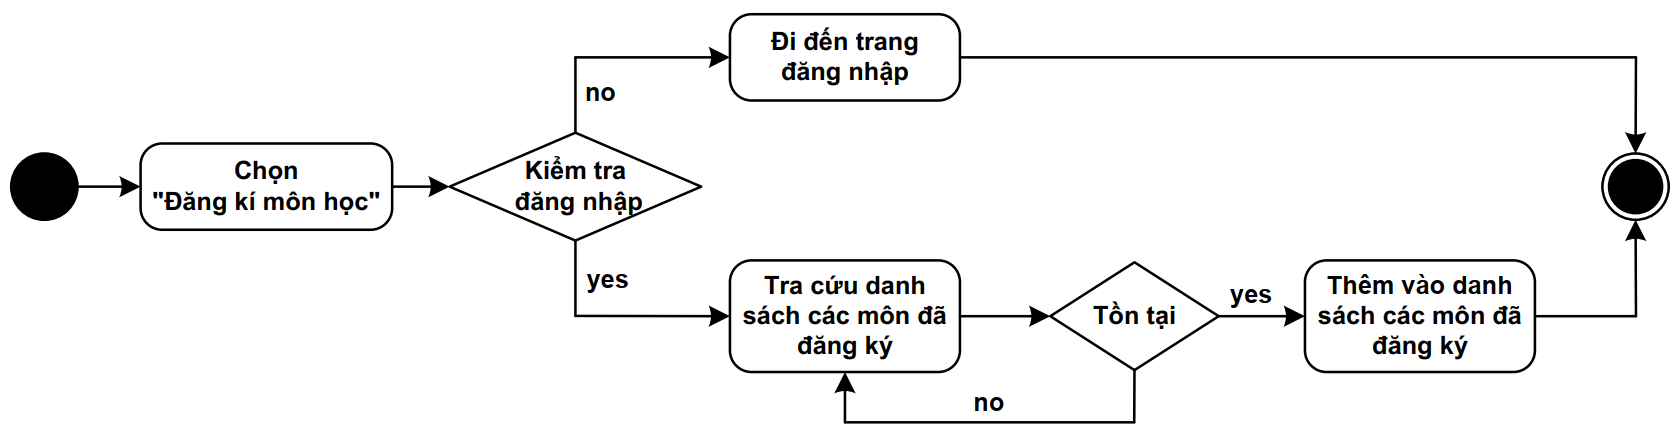 Đi đến trang
đăng nhập
no
Chọn
"Đăng kí môn học"
Kiểm tra
đăng nhập
yes
Tra cứu danh
sách các môn đã
đăng ký
Tồn tại
yes
Thêm vào danh
sách các môn đã
đăng ký
no